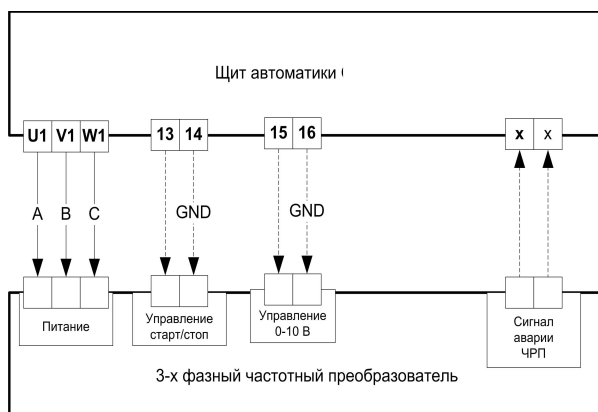 Щит автоматики
U1 V1 W1 13 14 15 16 x x
A B C GND GND
Питание
Управление
старт/стоп
Управление
0-10 В
Сигнал
аварии
ЧРП
3-х фазный частотный преобразователь